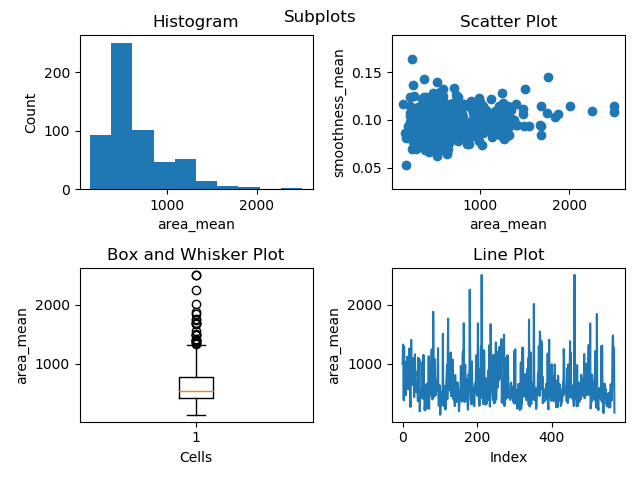 Subplots
Histogram
Count
200
100
0
1000 2000
area_mean
Scatter Plot
smoothness_mean
0.15
0.10
0.05
1000 2000
area_mean
Box and Whisker Plot
area_mean
2000
1000
1
Cells
Line Plot
area_mean
2000
1000
0 200 400
Index